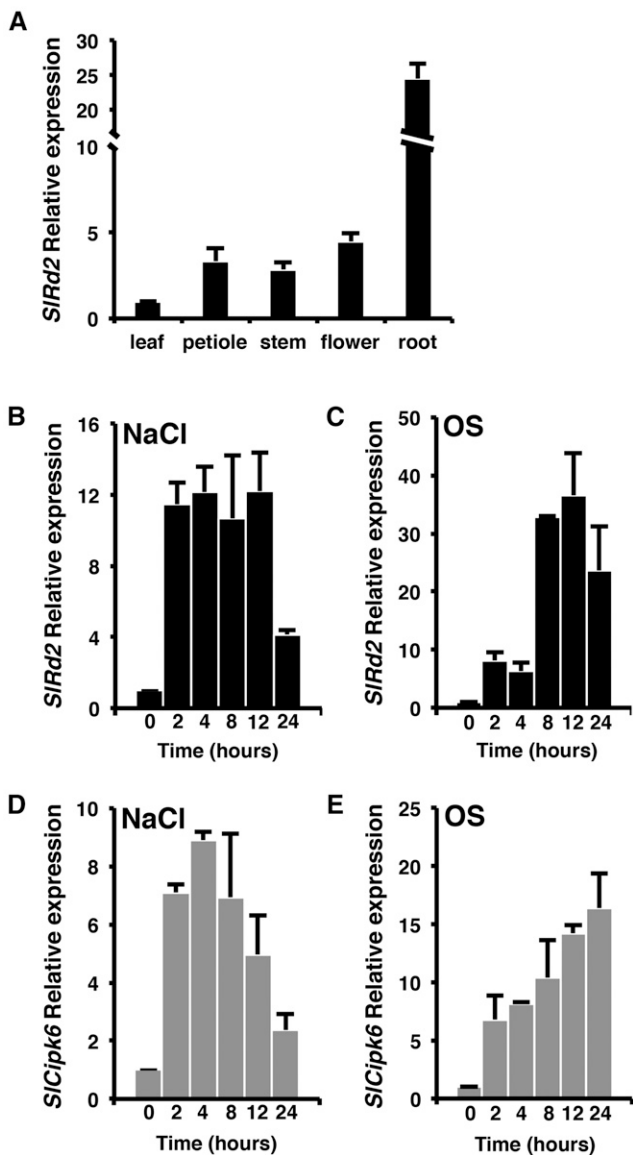 A
SlRd2 Relative expression
30
25
20
15
10
5
0
leaf petiole stem flower root
B
NaCl
SlRd2 Relative expression
16
12
8
4
0
0 2 4 8 12 24
Time (hours)
C
OS
SlRd2 Relative expression
50
40
30
20
10
0
0 2 4 8 12 24
Time (hours)
D
NaCl
SlCipk6 Relative expression
10
8
6
4
2
0
0 2 4 8 12 24
Time (hours)
E
OS
SlCipk6 Relative expression
25
20
15
10
5
0
0 2 4 8 12 24
Time (hours)